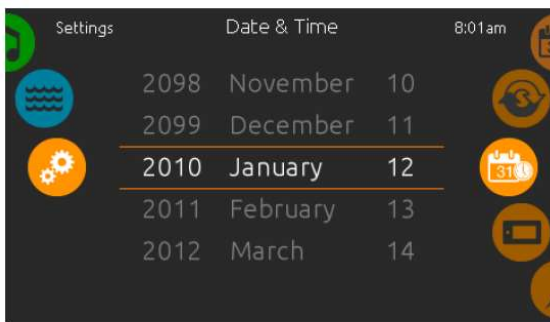 Settings Date & Time 8:01am
2098 November 10
2099 December 11
2010 January 12
31
2011 February 13
2012 March 14